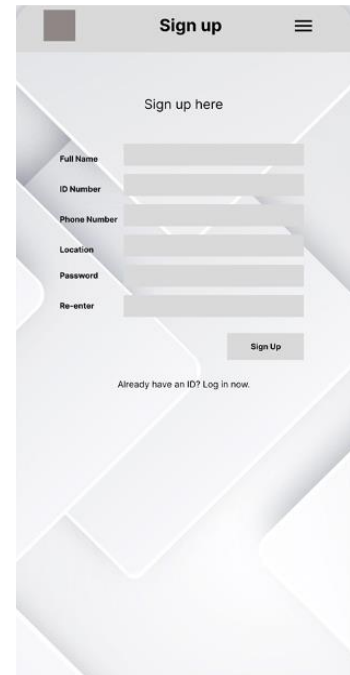 Sign up
Sign up here
Full Name
ID Number
Phone Number
Location
Password
Re-enter
Sign Up
Already have an ID? Log in now.